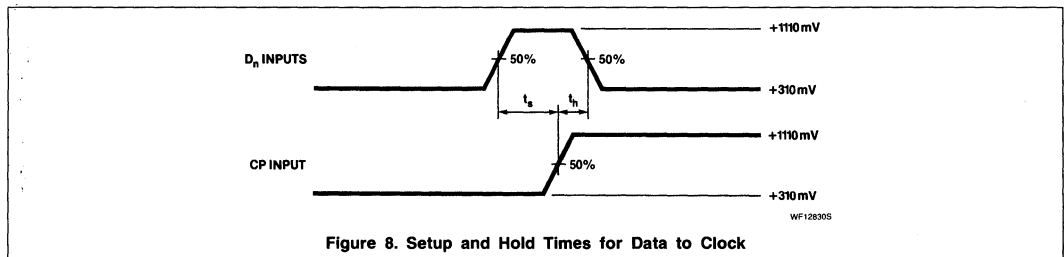 +1110mV
Dn INPUTS
50%
50%
+310mV
ts
th
+1110mV
CP INPUT
50%
+310mV
WF12830S
Figure 8. Setup and Hold Times for Data to Clock